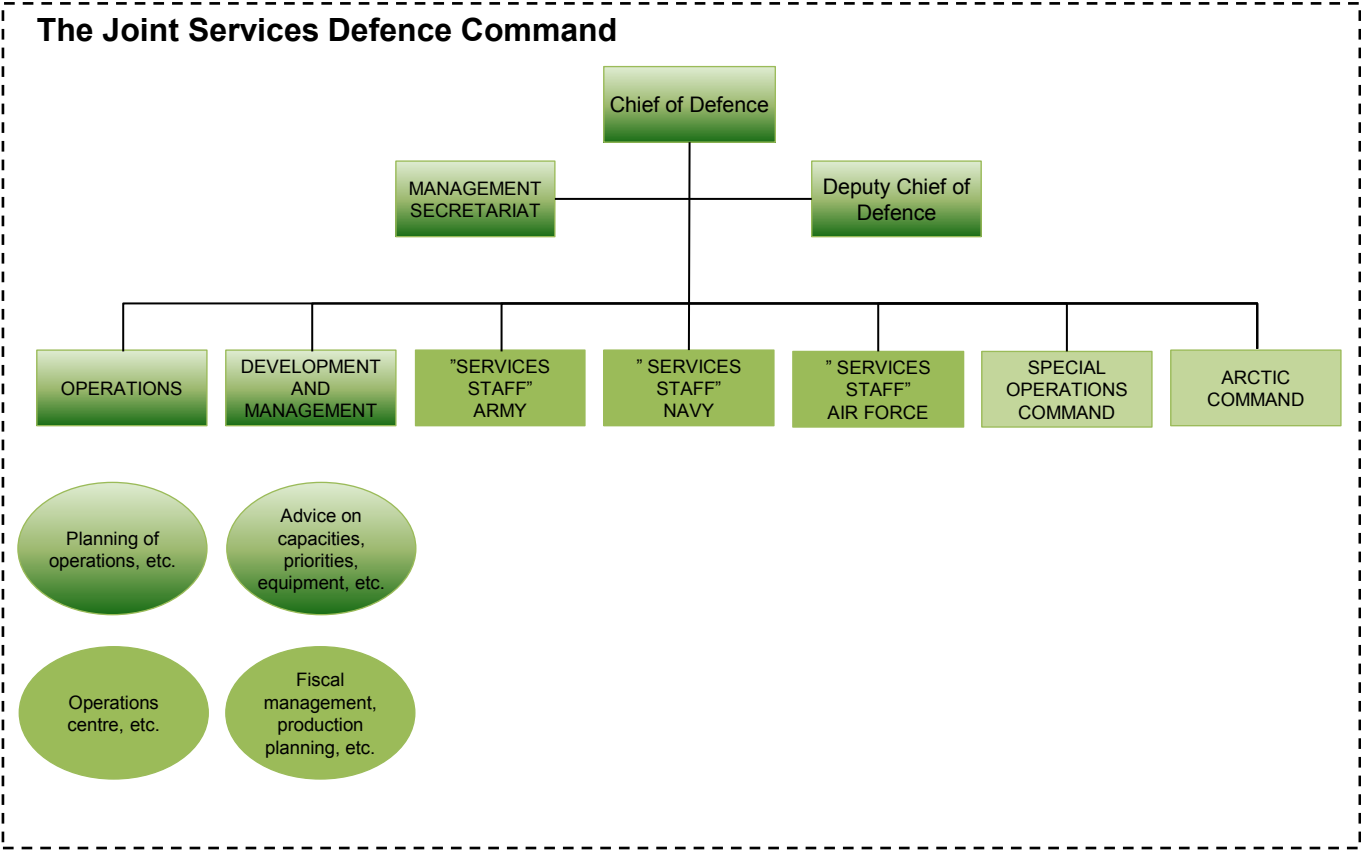 The Joint Services Defence Command
Chief of Defence
MANAGEMENT
SECRETARIAT
Deputy Chief of
Defence
OPERATIONS
DEVELOPMENT
AND
MANAGEMENT
”SERVICES
STAFF”
ARMY
” SERVICES
STAFF”
NAVY
” SERVICES
STAFF”
AIR FORCE
SPECIAL
OPERATIONS
COMMAND
ARCTIC
COMMAND
Planning of
operations, etc.
Advice on
capacities,
priorities,
equipment, etc.
Operations
centre, etc.
Fiscal
management,
production
planning, etc.